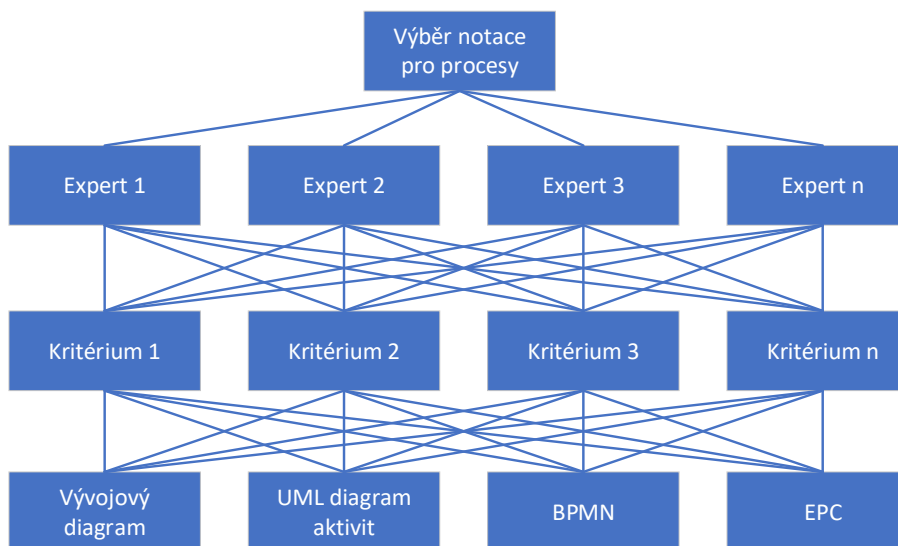 Výběr notace
pro procesy
Expert 1
Expert 2
Expert 3
Expert n
Kritérium 1
Kritérium 2
Kritérium 3
Kritérium n
Vývojový
diagram
UML diagram
aktivit
BPMN
EPC